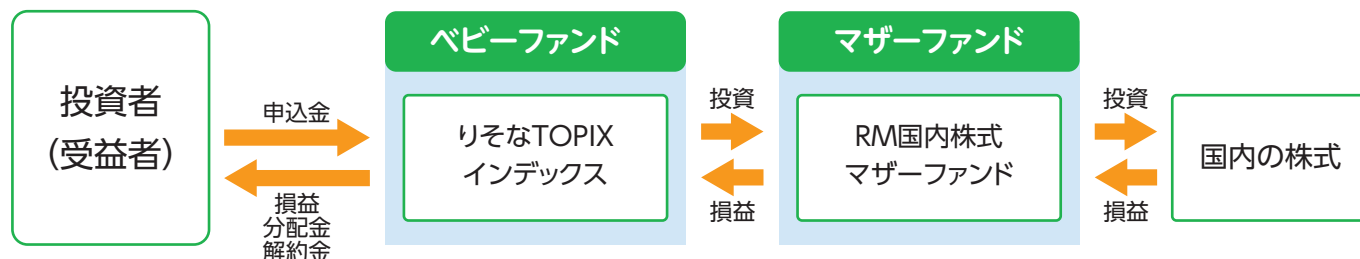 投資者
（受益者）
申込金
損益
分配金
解約金
ベビーファンド
りそなTOPIX
インデックス
投資
損益
マザーファンド
RM国内株式
マザーファンド
投資
損益
国内の株式